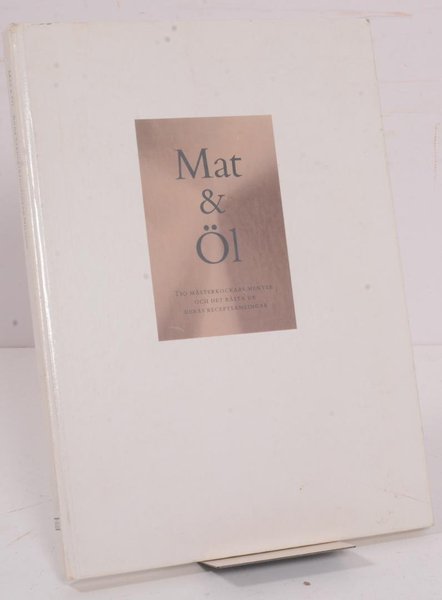 Mat
&
Öl
TIO MÄSTERKOCKARS MENYER
OCH DET BÄSTA UR
DERAS RECEPTSAMLINGAR